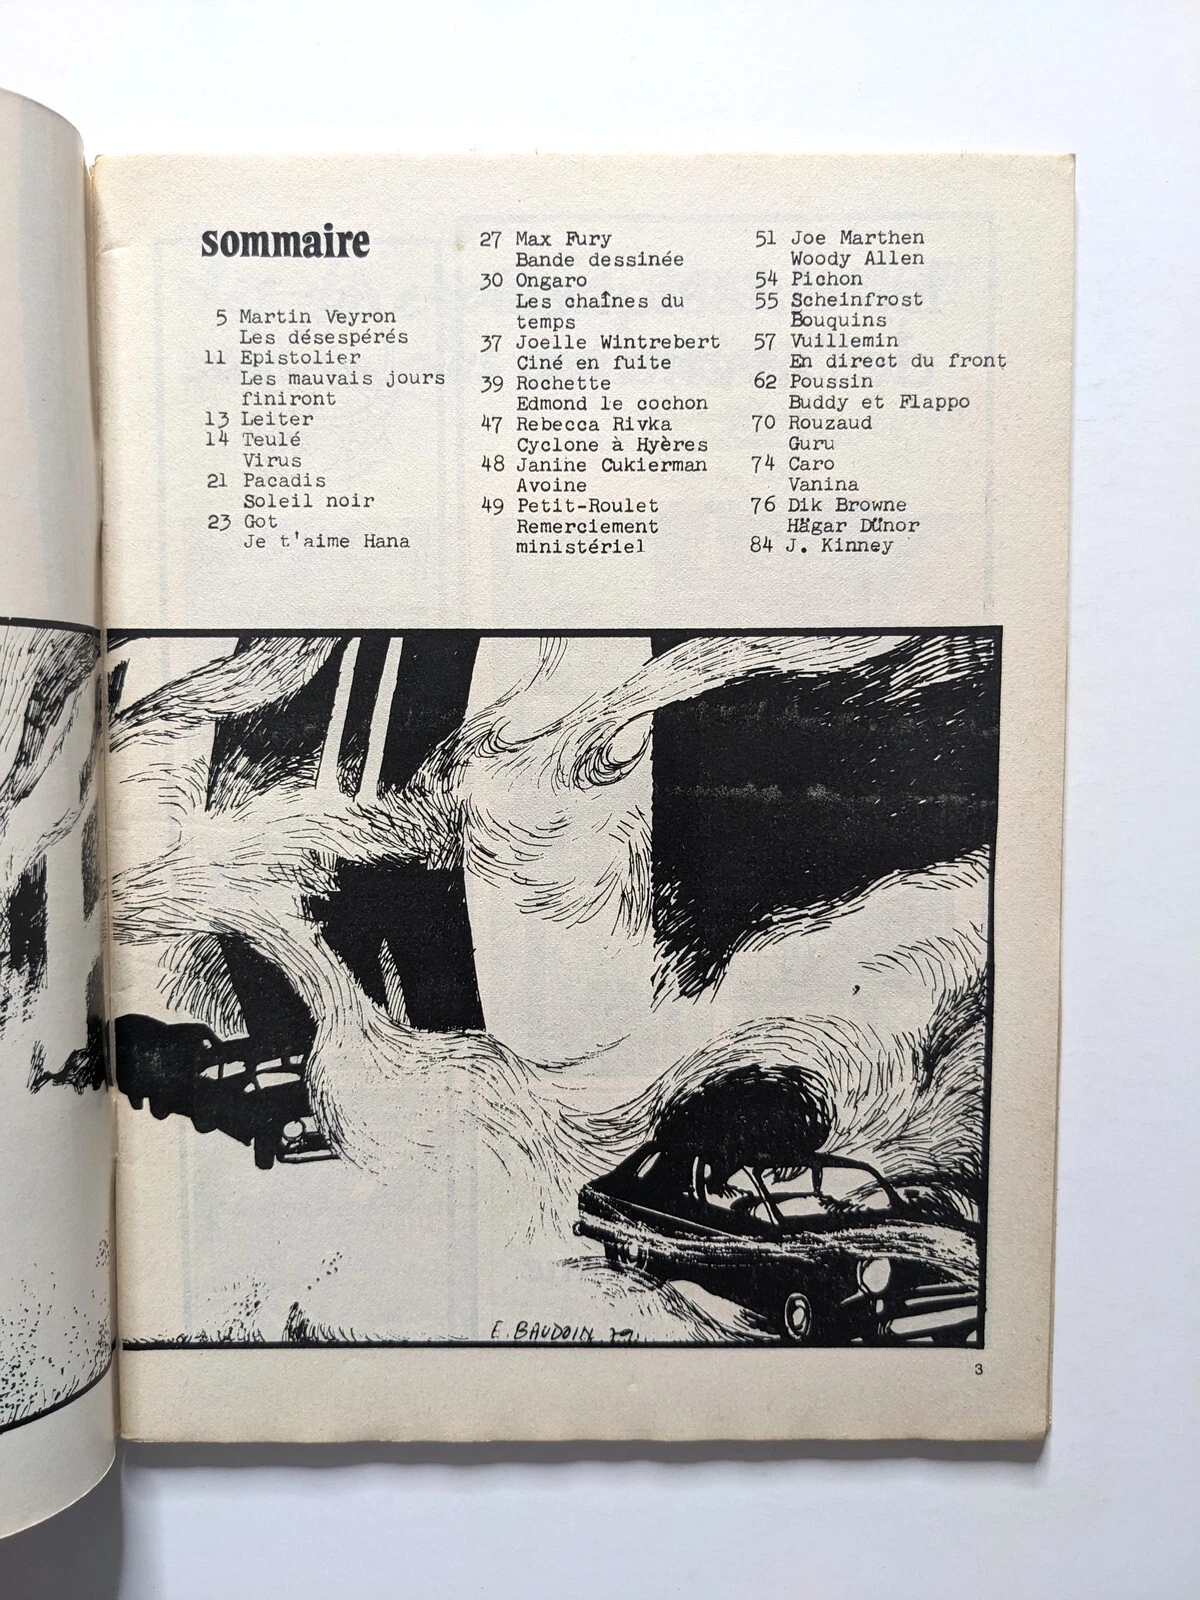 sommaire
5 Martin Veyron
Les désespérés
11 Epistolier
Les mauvais jours
finiront
13 Leiter
14 Teulé
Virus
21 Pacadis
Soleil noir
23 Got
Je t'aime Hana
27 Max Fury
Bande dessinée
30 Ongaro
Les chaînes du
temps
37 Joelle Wintrebert
Ciné en fuite
39 Rochette
Edmond le cochon
47 Rebecca Rivka
Cyclone à Hyères
48 Janine Cukierman
Avoine
49 Petit-Roulet
Remerciement
ministériel
51 Joe Marthen
Woody Allen
54 Pichon
55 Scheinfrost
Bouquins
57 Vuillemin
En direct du front
62 Poussin
Buddy et Flappo
70 Rouzaud
Guru
74 Caro
Vanina
76 Dik Browne
Hägar Dünor
84 J. Kinney
E. BAUDOIN 79
3